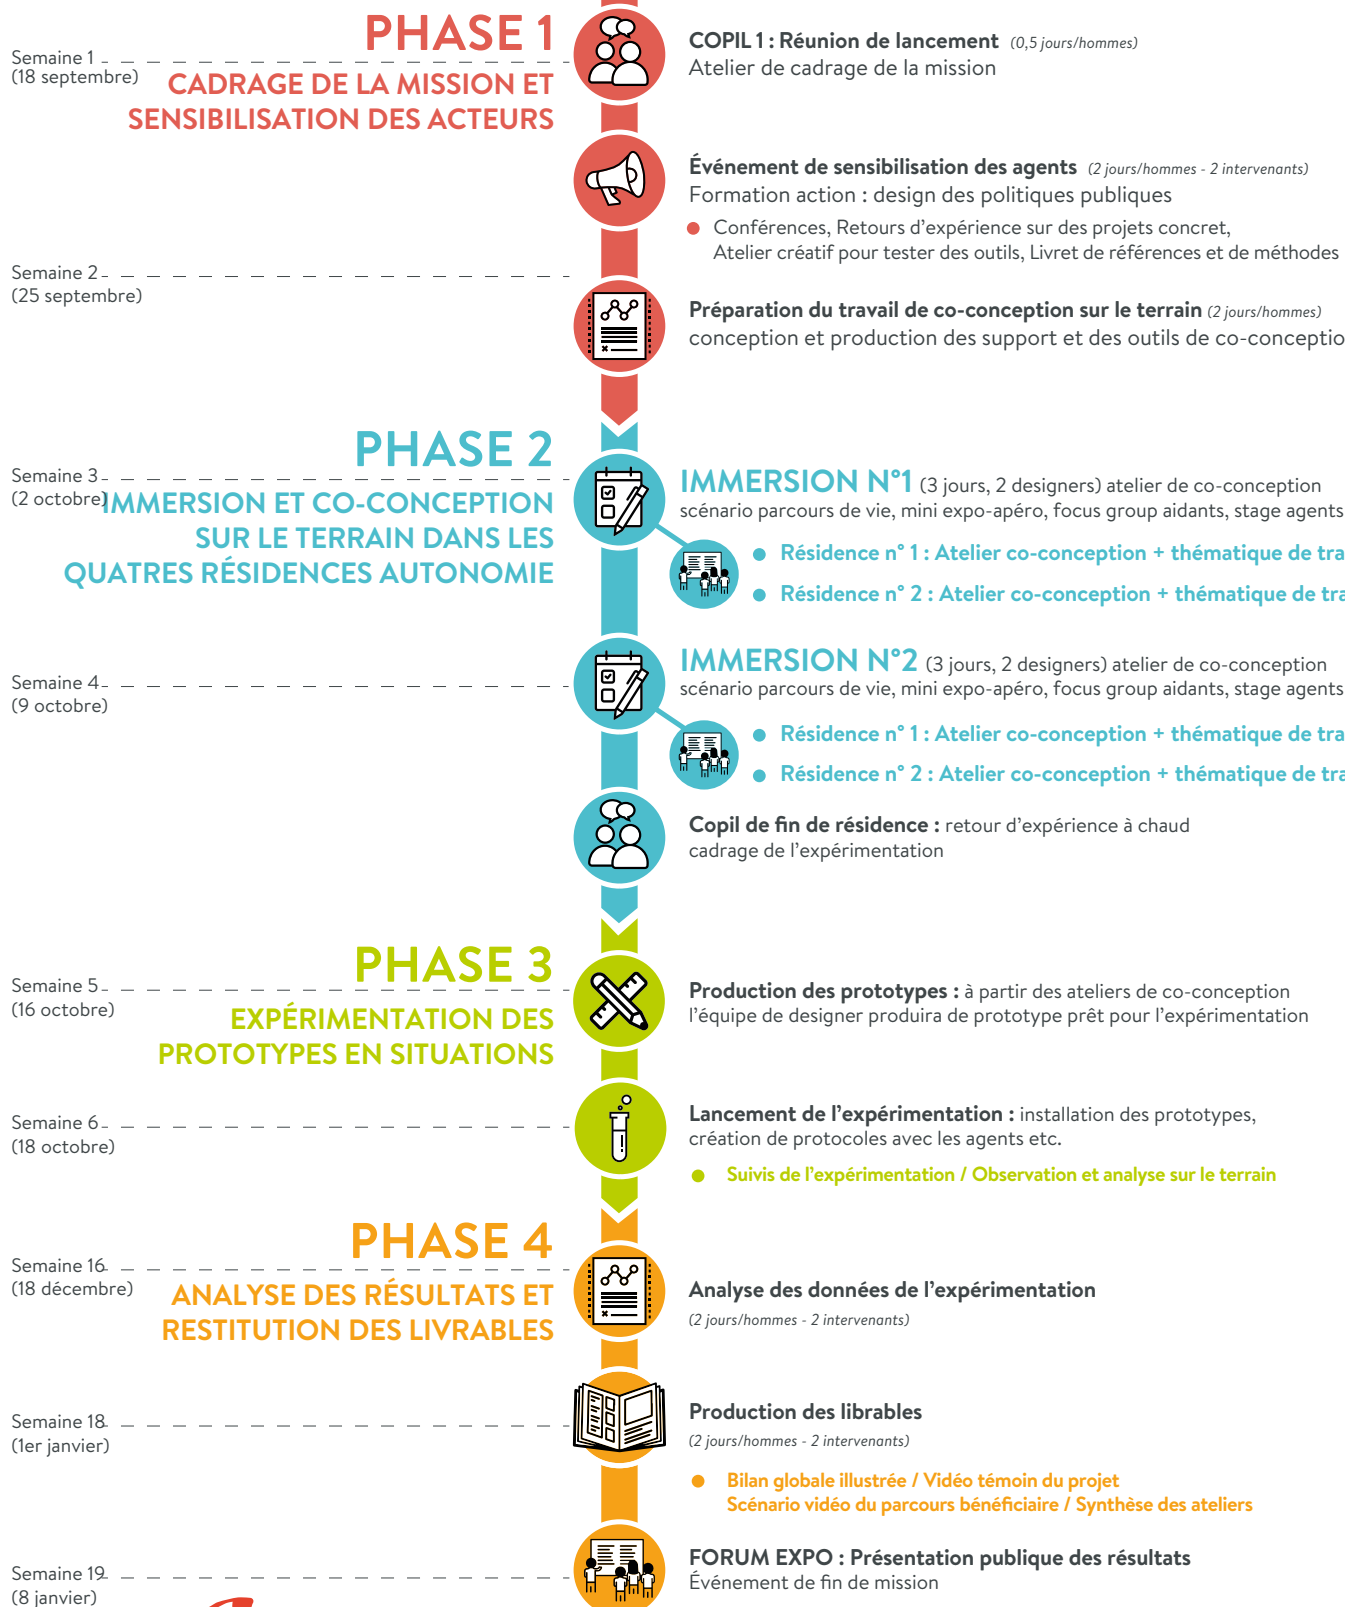 PHASE 1
Semaine 1
(18 septembre)
CADRAGE DE LA MISSION ET
SENSIBILISATION DES ACTEURS
COPIL 1 : Réunion de lancement (0,5 jours/hommes)
Atelier de cadrage de la mission
Événement de sensibilisation des agents (2 jours/hommes - 2 intervenants)
Formation action : design des politiques publiques
Conférences, Retours d'expérience sur des projets concret,
Atelier créatif pour tester des outils, Livret de références et de méthodes
Semaine 2
(25 septembre)
Préparation du travail de co-conception sur le terrain (2 jours/hommes)
conception et production des support et des outils de co-conceptio
PHASE 2
Semaine 3
(2 octobre)
IMMERSION ET CO-CONCEPTION
SUR LE TERRAIN DANS LES
QUATRES RÉSIDENCES AUTONOMIE
IMMERSION N°1 (3 jours, 2 designers) atelier de co-conception
scénario parcours de vie, mini expo-apéro, focus group aidants, stage agents
Résidence n° 1 : Atelier co-conception + thématique de tra
Résidence n° 2 : Atelier co-conception + thématique de tra
Semaine 4
(9 octobre)
IMMERSION N°2 (3 jours, 2 designers) atelier de co-conception
scénario parcours de vie, mini expo-apéro, focus group aidants, stage agents
Résidence n° 1 : Atelier co-conception + thématique de tra
Résidence n° 2 : Atelier co-conception + thématique de tra
Copil de fin de résidence : retour d'expérience à chaud
cadrage de l'expérimentation
PHASE 3
Semaine 5
(16 octobre)
EXPÉRIMENTATION DES
PROTOTYPES EN SITUATIONS
Production des prototypes : à partir des ateliers de co-conception
l'équipe de designer produira de prototype prêt pour l'expérimentation
Semaine 6
(18 octobre)
Lancement de l'expérimentation : installation des prototypes,
création de protocoles avec les agents etc.
Suivis de l'expérimentation / Observation et analyse sur le terrain
PHASE 4
Semaine 16
(18 décembre)
ANALYSE DES RÉSULTATS ET
RESTITUTION DES LIVRABLES
Analyse des données de l'expérimentation
(2 jours/hommes - 2 intervenants)
Semaine 18
(1er janvier)
Production des librables
(2 jours/hommes - 2 intervenants)
Bilan globale illustrée / Vidéo témoin du projet
Scénario vidéo du parcours bénéficiaire / Synthèse des ateliers
Semaine 19
(8 janvier)
FORUM EXPO : Présentation publique des résultats
Événement de fin de mission